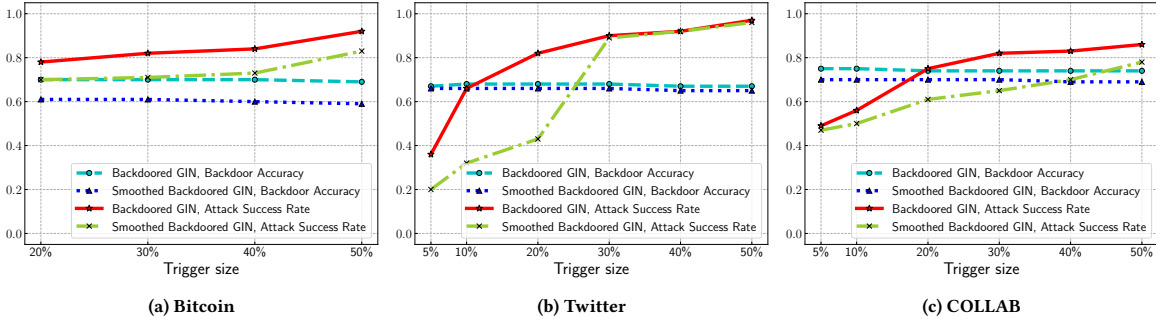 1.0
0.8
0.6
0.4
0.2
0.0
Backdoored GIN, Backdoor Accuracy
Smoothed Backdoored GIN, Backdoor Accuracy
Backdoored GIN, Attack Success Rate
Smoothed Backdoored GIN, Attack Success Rate
20% 30% 40% 50%
Trigger size
(a) Bitcoin
1.0
0.8
0.6
0.4
0.2
0.0
Backdoored GIN, Backdoor Accuracy
Smoothed Backdoored GIN, Backdoor Accuracy
Backdoored GIN, Attack Success Rate
Smoothed Backdoored GIN, Attack Success Rate
5% 10% 20% 30% 40% 50%
Trigger size
(b) Twitter
1.0
0.8
0.6
0.4
0.2
0.0
Backdoored GIN, Backdoor Accuracy
Smoothed Backdoored GIN, Backdoor Accuracy
Backdoored GIN, Attack Success Rate
Smoothed Backdoored GIN, Attack Success Rate
5% 10% 20% 30% 40% 50%
Trigger size
(c) COLLAB